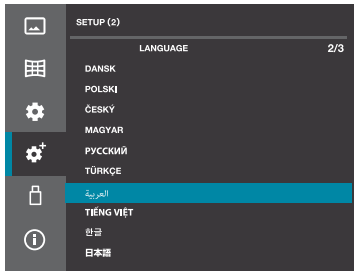 SETUP (2)
LANGUAGE 2/3
DANSK
POLSKI
ČESKÝ
MAGYAR
РУССКИЙ
TÜRKÇE
العربية
TIẾNG VIỆT
한글
日本語